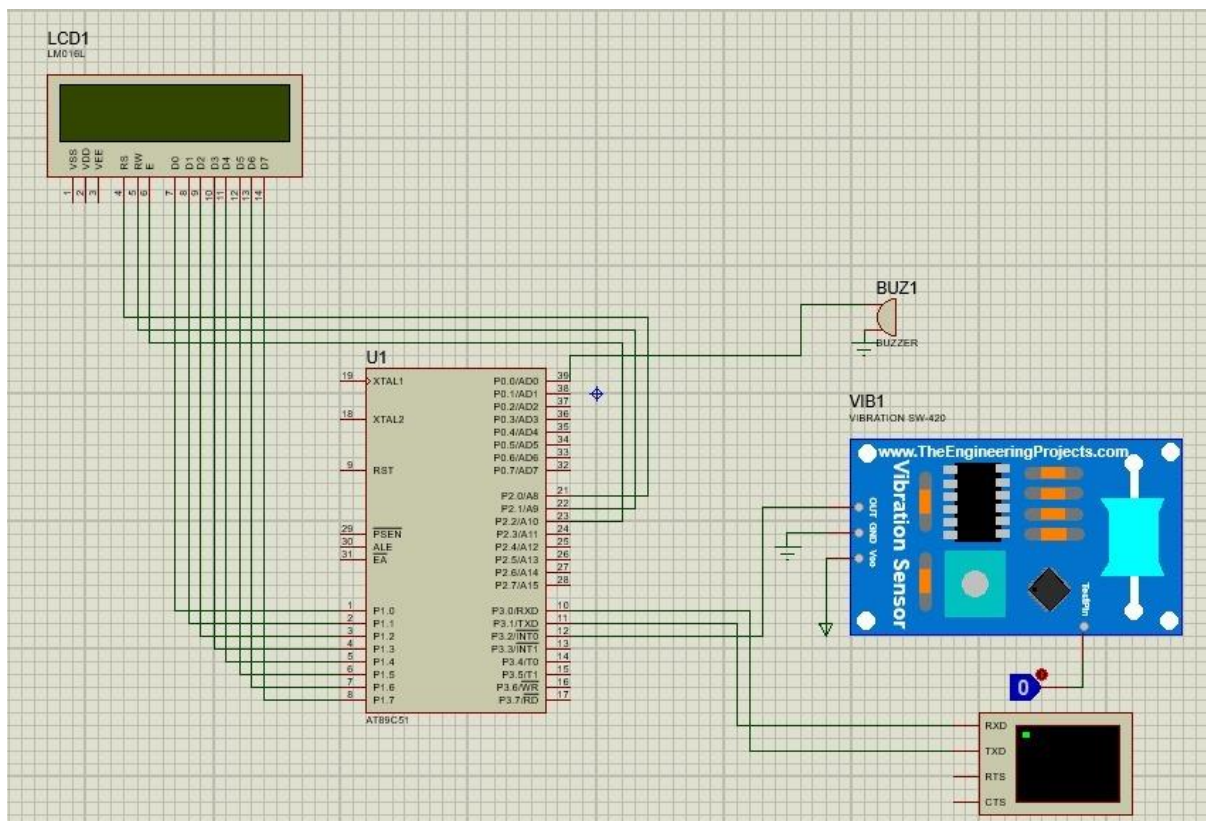 LCD1
LM016L
VSS
VDD
VEE
RS
RW
E
D0
D1
D2
D3
D4
D5
D6
D7
1
2
3
4
5
6
7
8
9
10
11
12
13
14
BUZ1
BUZZER
U1
19 XTAL1 P0.0/AD0 39
P0.1/AD1 38
P0.2/AD2 37
18 XTAL2 P0.3/AD3 36
P0.4/AD4 35
P0.5/AD5 34
P0.6/AD6 33
9 RST P0.7/AD7 32
P2.0/A8 21
P2.1/A9 22
P2.2/A10 23
29 PSEN P2.3/A11 24
30 ALE P2.4/A12 25
31 EA P2.5/A13 26
P2.6/A14 27
P2.7/A15 28
1 P1.0 P3.0/RXD 10
2 P1.1 P3.1/TXD 11
3 P1.2 P3.2/INT0 12
4 P1.3 P3.3/INT1 13
5 P1.4 P3.4/T0 14
6 P1.5 P3.5/T1 15
7 P1.6 P3.6/WR 16
8 P1.7 P3.7/RD 17
AT89C51
VIB1
VIBRATION SW-420
www.TheEngineeringProjects.com
Vibration Sensor
OUT
GND
Vcc
TestPin
0
RXD
TXD
RTS
CTS